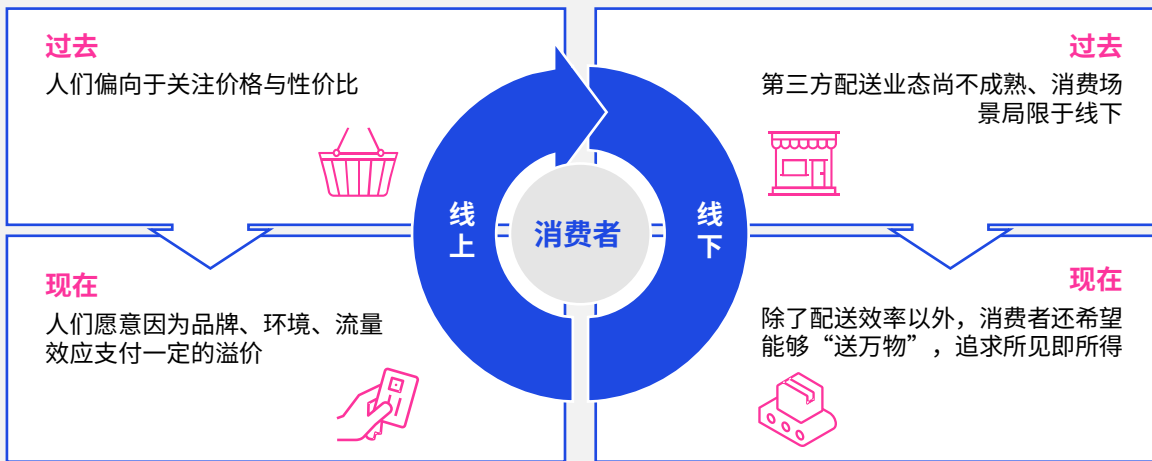 过去
人们偏向于关注价格与性价比
过去
第三方配送业态尚不成熟、消费场
景局限于线下
线上
消费者
线下
现在
人们愿意因为品牌、环境、流量
效应支付一定的溢价
现在
除了配送效率以外，消费者还希望
能够“送万物”，追求所见即所得